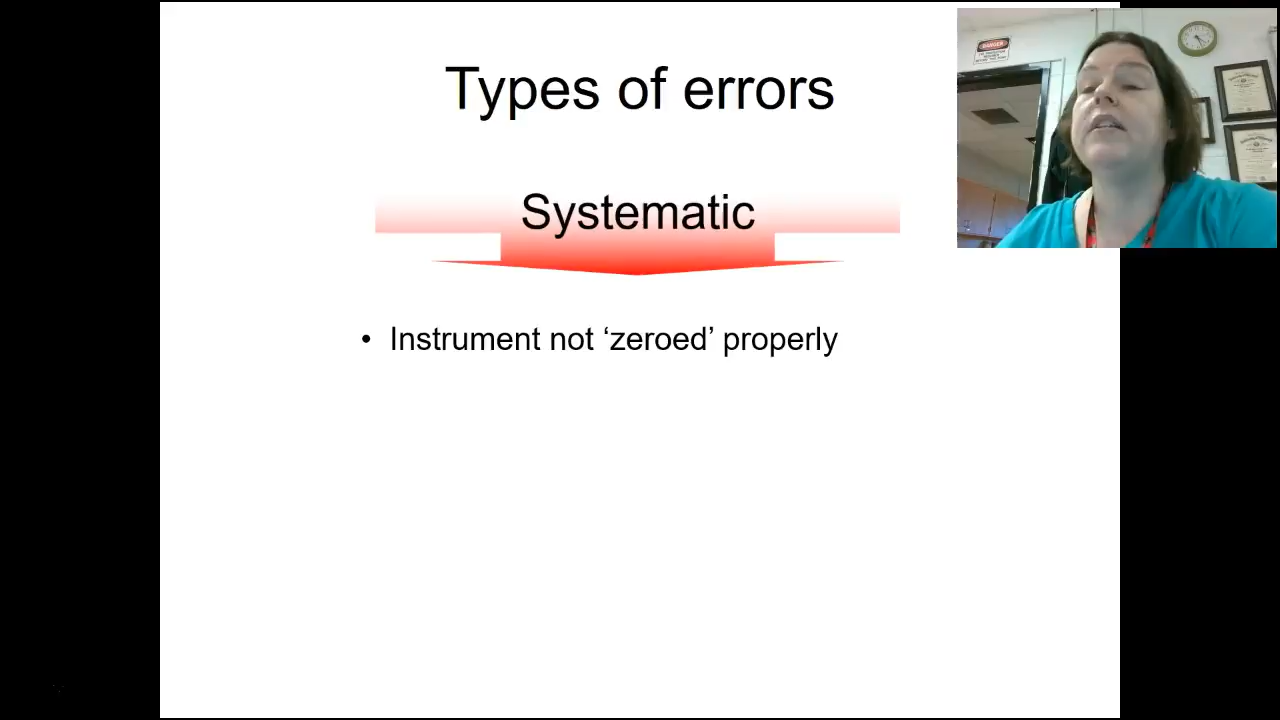 Types of errors
DANGER
Systematic
• Instrument not ‘zeroed’ properly